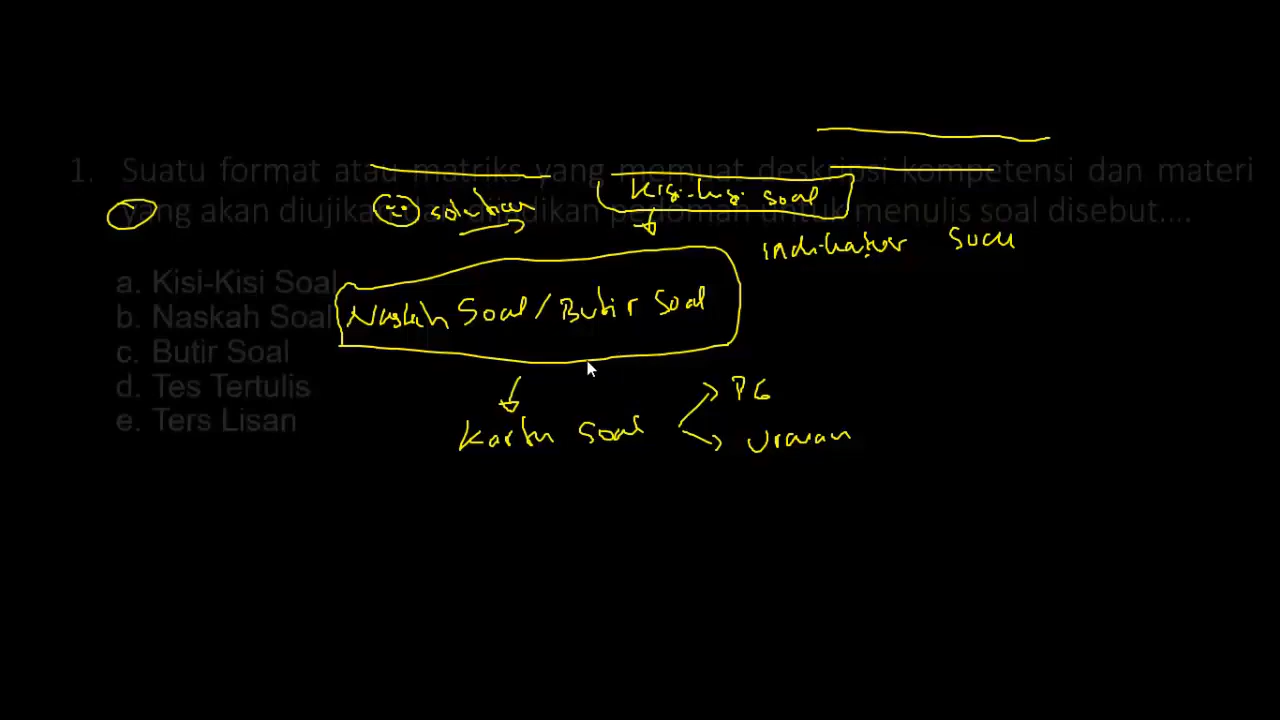 1. Suatu format atau matriks yang memuat deskripsi kompetensi dan materi
yang akan diujikan dan dijadikan pedoman untuk menulis soal disebut....
solution
Kisi-kisi soal
indikator Soal
a. Kisi-Kisi Soal
b. Naskah Soal
c. Butir Soal
d. Tes Tertulis
e. Ters Lisan
Naskah Soal / Butir Soal
Kartu Soal
PG
Uraian